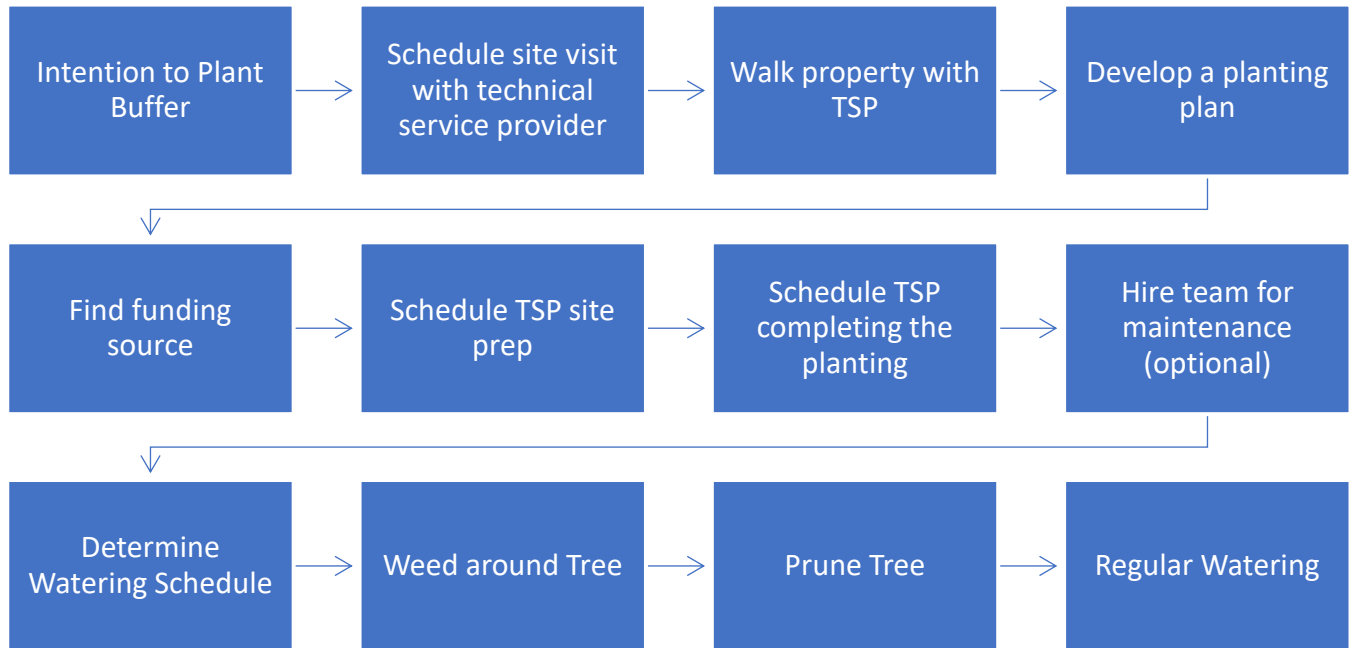 Intention to Plant
Buffer
Schedule site visit
with technical
service provider
Walk property with
TSP
Develop a planting
plan
Find funding
source
Schedule TSP site
prep
Schedule TSP
completing the
planting
Hire team for
maintenance
(optional)
Determine
Watering Schedule
Weed around Tree
Prune Tree
Regular Watering